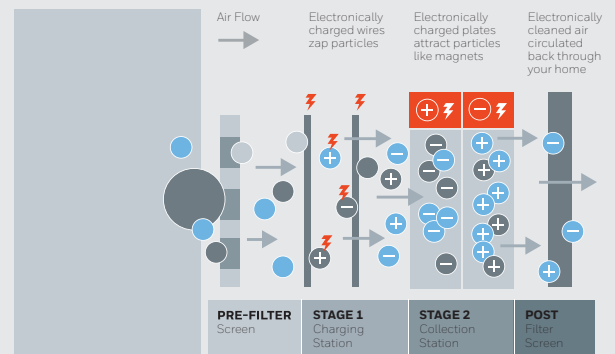 Air Flow
Electronically
charged wires
zap particles
Electronically
charged plates
attract particles
like magnets
Electronically
cleaned air
circulated
back through
your home
PRE-FILTER
Screen
STAGE 1
Charging
Station
STAGE 2
Collection
Station
POST
Filter
Screen